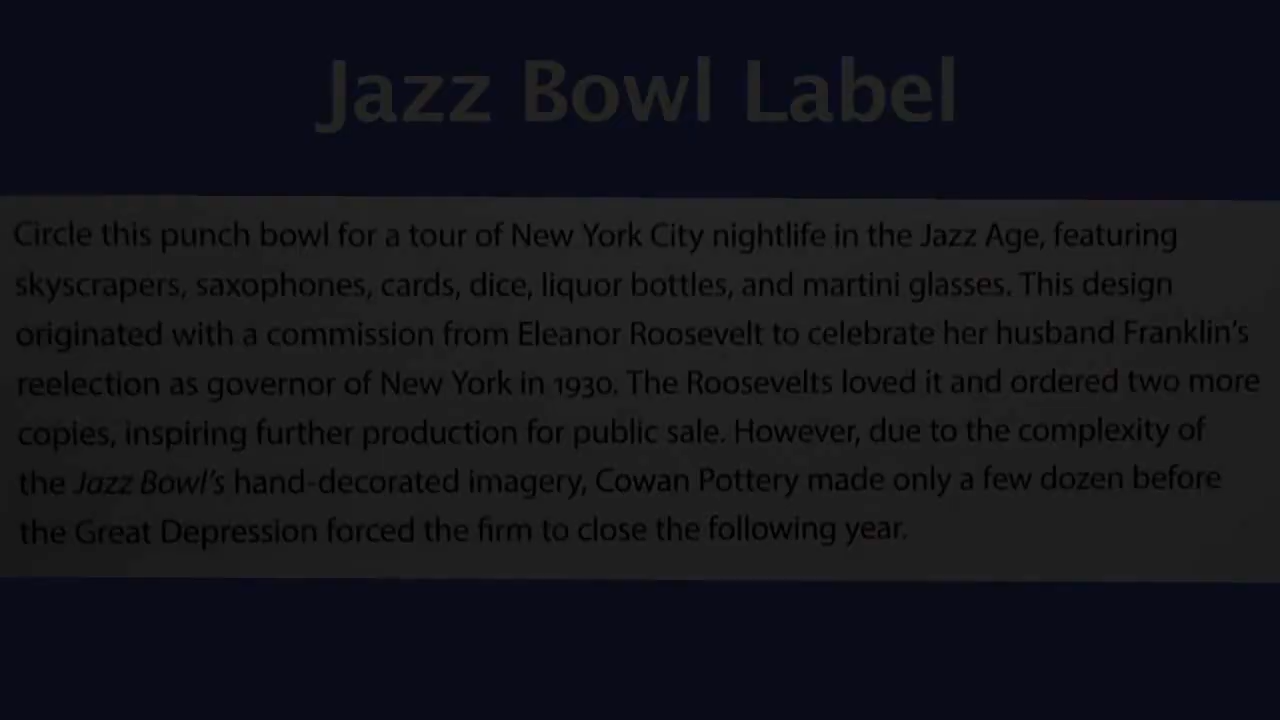 Jazz Bowl Label
Circle this punch bowl for a tour of New York City nightlife in the Jazz Age, featuring
skyscrapers, saxophones, cards, dice, liquor bottles, and martini glasses. This design
originated with a commission from Eleanor Roosevelt to celebrate her husband Franklin's
reelection as governor of New York in 1930. The Roosevelts loved it and ordered two more
copies, inspiring further production for public sale. However, due to the complexity of
the Jazz Bowl's hand-decorated imagery, Cowan Pottery made only a few dozen before
the Great Depression forced the firm to close the following year.